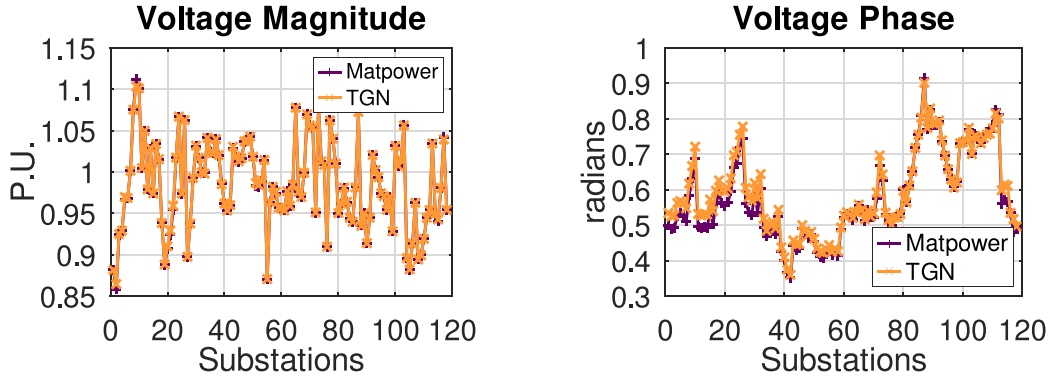 Voltage Magnitude
1.15
1.1
1.05
1
0.95
0.9
0.85
P.U.
0 20 40 60 80 100 120
Substations
Matpower
TGN
Voltage Phase
1
0.9
0.8
0.7
0.6
0.5
0.4
0.3
radians
0 20 40 60 80 100 120
Substations
Matpower
TGN